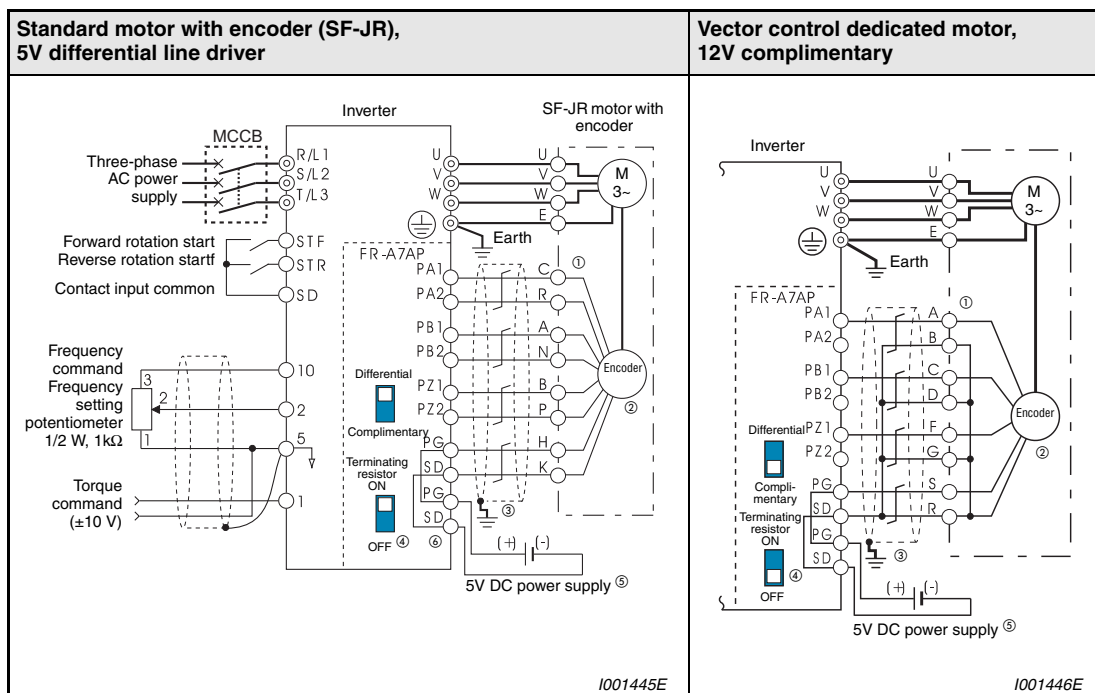 Standard motor with encoder (SF-JR),
5V differential line driver
Vector control dedicated motor,
12V complimentary
Inverter
SF-JR motor with
encoder
MCCB
Three-phase
AC power
supply
R/L1
S/L2
T/L3
U
V
W
U
V
W
E
M
3~
Earth
Forward rotation start
Reverse rotation startf
Contact input common
STF
STR
SD
FR-A7AP
PA1
PA2
PB1
PB2
PZ1
PZ2
PG
SD
PG
SD
C
R
A
N
B
P
H
K
①
Encoder
②
Differential
Complimentary
Terminating
resistor
ON
OFF ④
③
⑥
(+) (-)
5V DC power supply ⑤
Frequency
command
Frequency
setting
potentiometer
1/2 W, 1kΩ
3
2
1
10
2
5
1
Torque
command
(±10 V)
I001445E
Inverter
U
V
W
U
V
W
E
M
3~
Earth
FR-A7AP
PA1
PA2
PB1
PB2
PZ1
PZ2
PG
SD
PG
SD
A
B
C
D
F
G
S
R
①
Encoder
②
Differential
Compli-
mentary
Terminating
resistor
ON
④
OFF
③
(+) (-)
5V DC power supply ⑤
I001446E